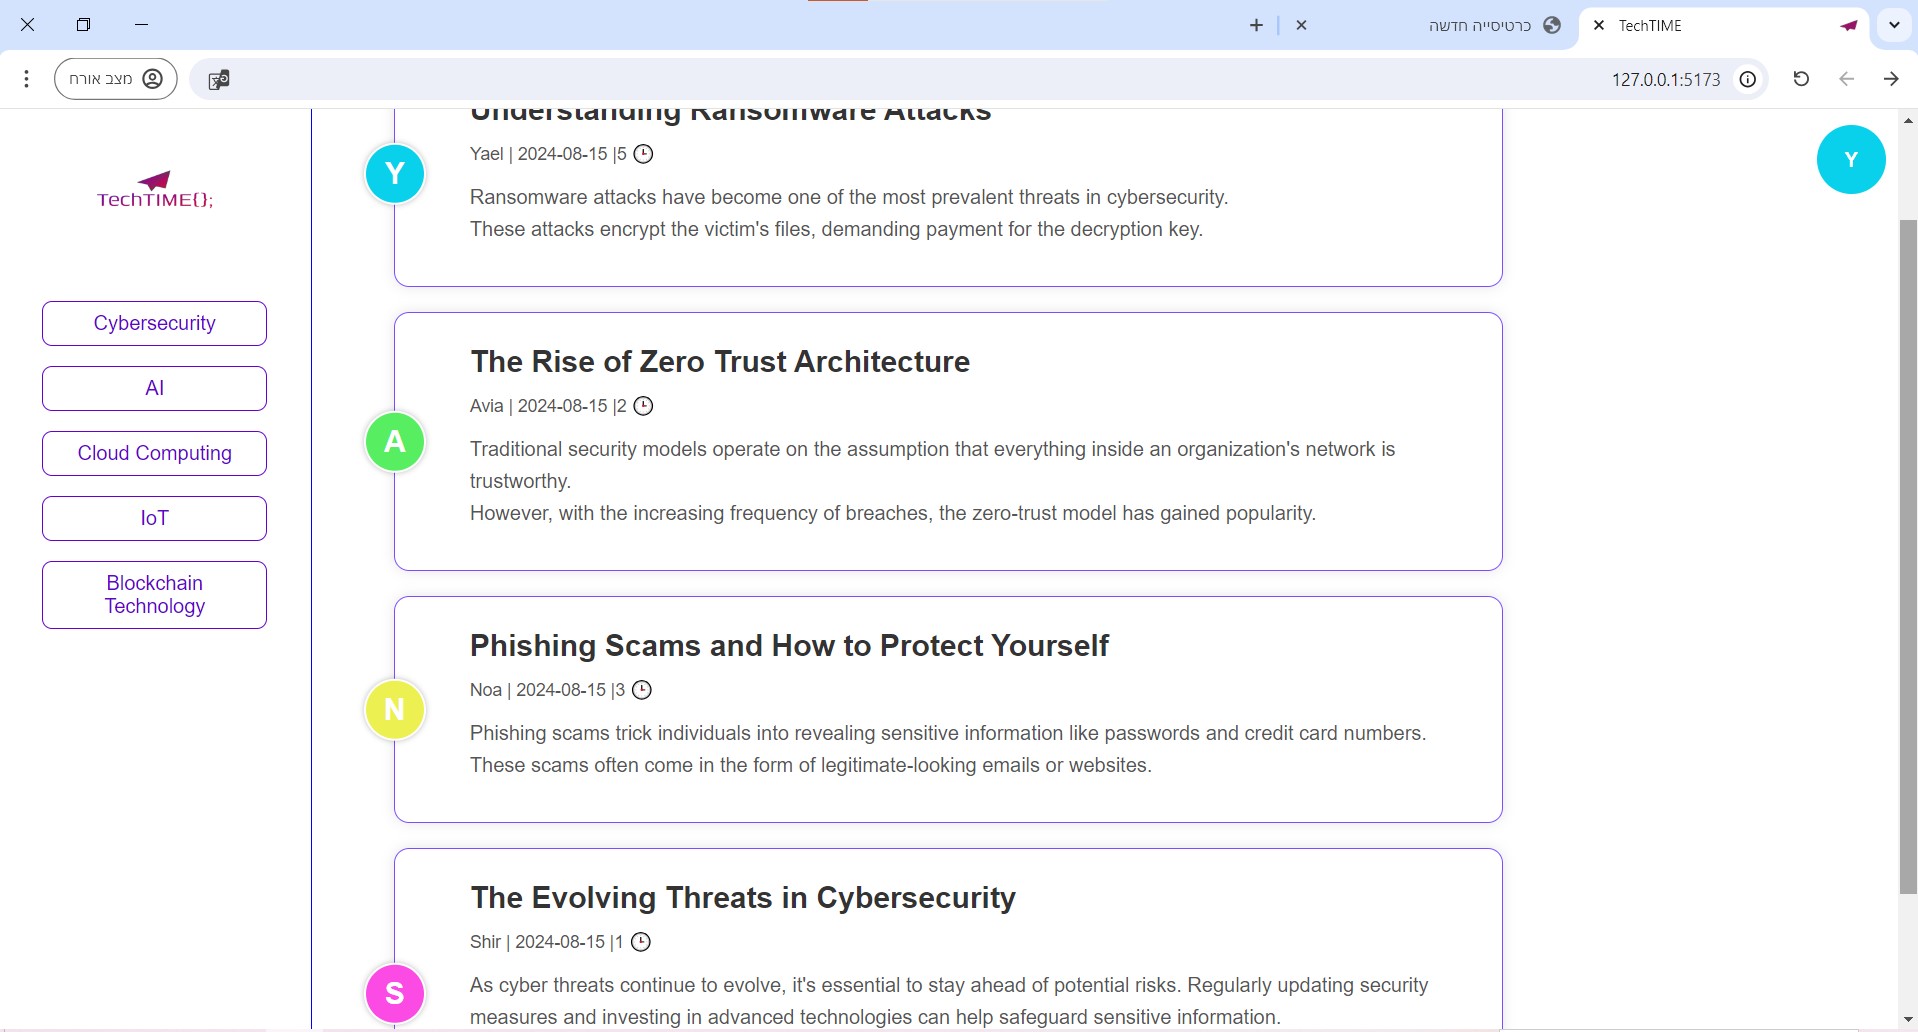 כרטיסייה חדשה
TechTIME
מצב אורח
127.0.0.1:5173
TechTIME{};
Cybersecurity
AI
Cloud Computing
IoT
Blockchain
Technology
Understanding Ransomware Attacks
Y
Yael | 2024-08-15 |5
Ransomware attacks have become one of the most prevalent threats in cybersecurity.
These attacks encrypt the victim's files, demanding payment for the decryption key.
The Rise of Zero Trust Architecture
A
Avia | 2024-08-15 |2
Traditional security models operate on the assumption that everything inside an organization's network is
trustworthy.
However, with the increasing frequency of breaches, the zero-trust model has gained popularity.
Phishing Scams and How to Protect Yourself
N
Noa | 2024-08-15 |3
Phishing scams trick individuals into revealing sensitive information like passwords and credit card numbers.
These scams often come in the form of legitimate-looking emails or websites.
The Evolving Threats in Cybersecurity
S
Shir | 2024-08-15 |1
As cyber threats continue to evolve, it's essential to stay ahead of potential risks. Regularly updating security
measures and investing in advanced technologies can help safeguard sensitive information.
Y